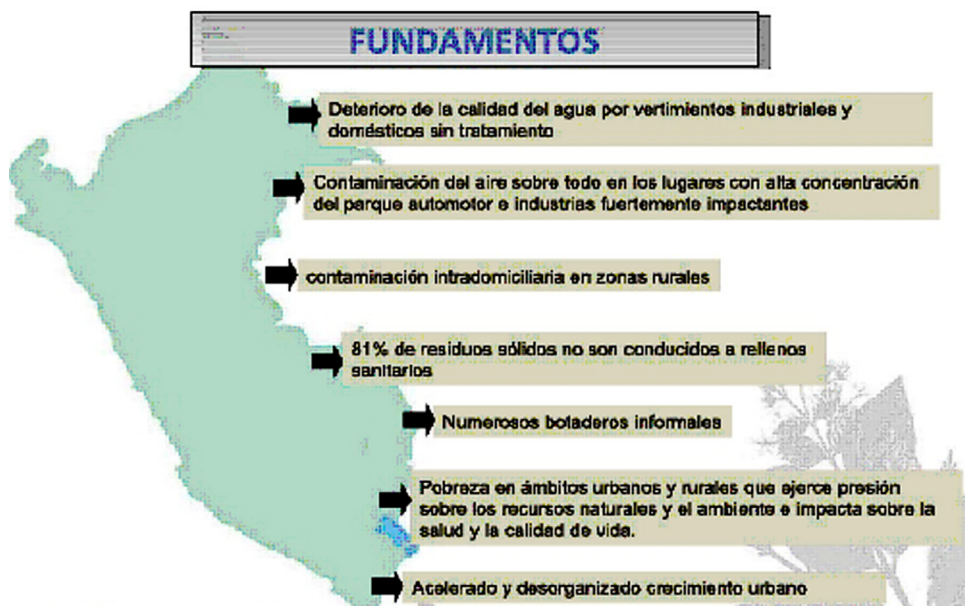 FUNDAMENTOS
Deterioro de la calidad del agua por vertimientos industriales y
domésticos sin tratamiento
Contaminación del aire sobre todo en los lugares con alta concentración
del parque automotor e industrias fuertemente impactantes
contaminación intradomiciliaria en zonas rurales
81% de residuos sólidos no son conducidos a rellenos
sanitarios
Numerosos botaderos informales
Pobreza en ámbitos urbanos y rurales que ejerce presión
sobre los recursos naturales y el ambiente e impacta sobre la
salud y la calidad de vida.
Acelerado y desorganizado crecimiento urbano